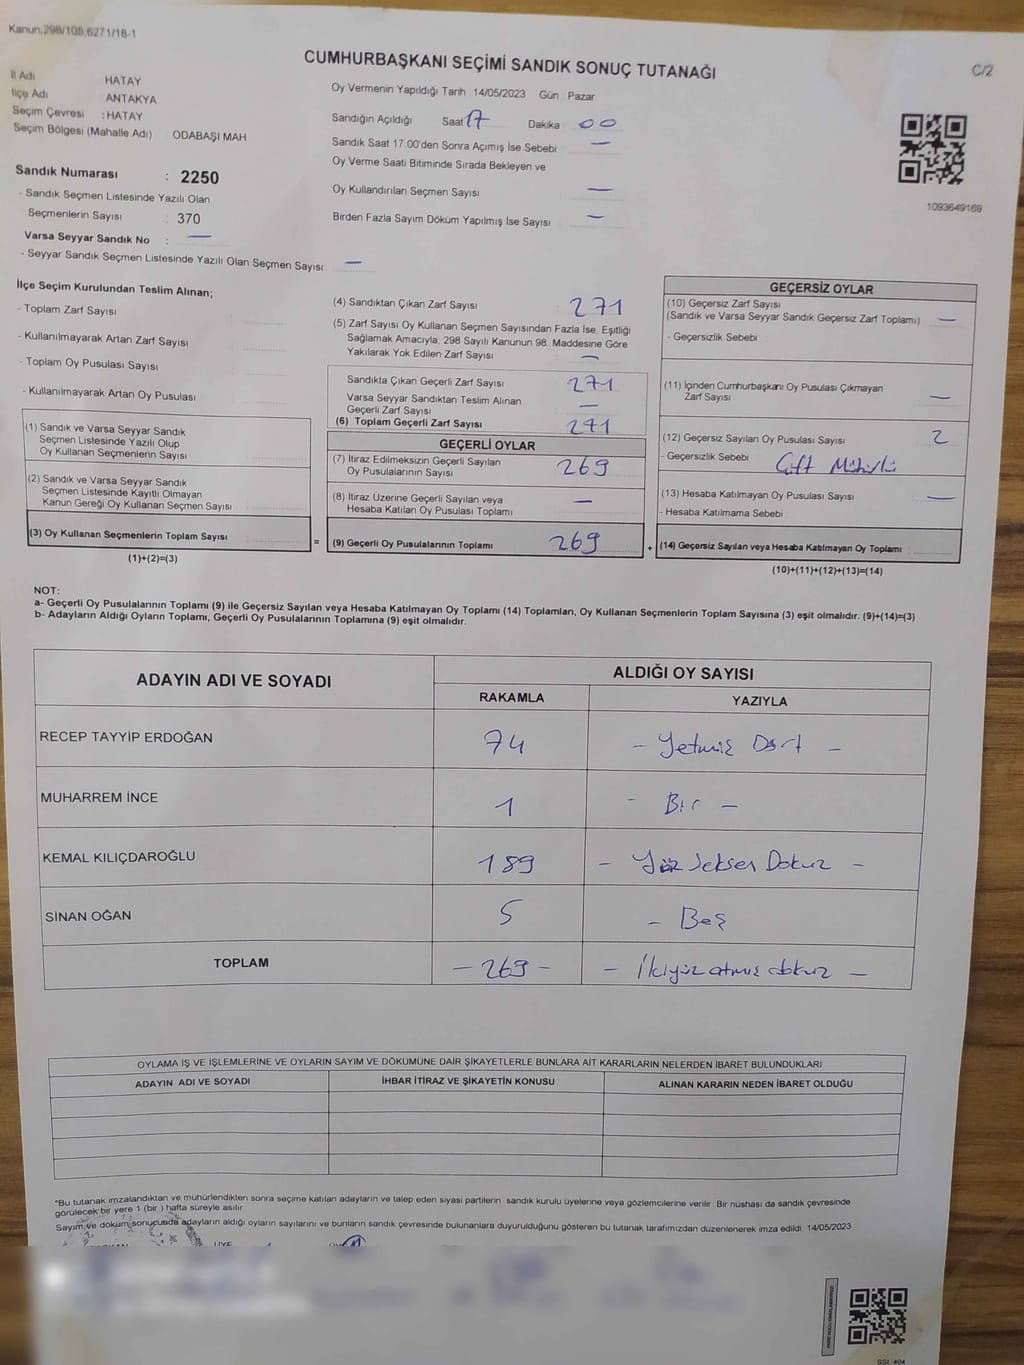 Kanun;298/108,6271/18-1
CUMHURBAŞKANI SEÇİMİ SANDIK SONUÇ TUTANAĞI
C/2
İl Adı HATAY
İlçe Adı ANTAKYA
Seçim Çevresi : HATAY
Seçim Bölgesi (Mahalle Adı) ODABAŞI MAH
Oy Vermenin Yapıldığı Tarih 14/05/2023 Gün Pazar
Sandığın Açıldığı Saat 17 Dakika 00
Sandık Saat 17.00'den Sonra Açımış İse Sebebi —
Oy Verme Saati Bitiminde Sırada Bekleyen ve
Oy Kullandırılan Seçmen Sayısı —
Birden Fazla Sayım Döküm Yapılmış İse Sayısı —
1093649169
Sandık Numarası : 2250
- Sandık Seçmen Listesinde Yazılı Olan
Seçmenlerin Sayısı : 370
Varsa Seyyar Sandık No : —
- Seyyar Sandık Seçmen Listesinde Yazılı Olan Seçmen Sayısı: —
İlçe Seçim Kurulundan Teslim Alınan;
- Toplam Zarf Sayısı
- Kullanılmayarak Artan Zarf Sayısı
- Toplam Oy Pusulası Sayısı
- Kullanılmayarak Artan Oy Pusulası
(1) Sandık ve Varsa Seyyar Sandık
Seçmen Listesinde Yazılı Olup
Oy Kullanan Seçmenlerin Sayısı
(2) Sandık ve Varsa Seyyar Sandık
Seçmen Listesinde Kayıtlı Olmayan
Kanun Gereği Oy Kullanan Seçmen Sayısı
(3) Oy Kullanan Seçmenlerin Toplam Sayısı
(1)+(2)=(3)
=
(4) Sandıktan Çıkan Zarf Sayısı 271
(5) Zarf Sayısı Oy Kullanan Seçmen Sayısından Fazla İse, Eşitliği
Sağlamak Amacıyla, 298 Sayılı Kanunun 98. Maddesine Göre
Yakılarak Yok Edilen Zarf Sayısı —
Sandıkta Çıkan Geçerli Zarf Sayısı 271
Varsa Seyyar Sandıktan Teslim Alınan
Geçerli Zarf Sayısı —
(6) Toplam Geçerli Zarf Sayısı 271
GEÇERLİ OYLAR
(7) İtiraz Edilmeksizin Geçerli Sayılan
Oy Pusulalarının Sayısı 269
(8) İtiraz Üzerine Geçerli Sayılan veya
Hesaba Katılan Oy Pusulaları Toplamı —
(9) Geçerli Oy Pusulalarının Toplamı 269
+
GEÇERSİZ OYLAR
(10) Geçersiz Zarf Sayısı
(Sandık ve Varsa Seyyar Sandık Geçersiz Zarf Toplamı) —
- Geçersizlik Sebebi
(11) İçinden Cumhurbaşkanı Oy Pusulası Çıkmayan
Zarf Sayısı —
(12) Geçersiz Sayılan Oy Pusulası Sayısı 2
- Geçersizlik Sebebi Çift Mühürlü
(13) Hesaba Katılmayan Oy Pusulası Sayısı —
- Hesaba Katılmama Sebebi
(14) Geçersiz Sayılan veya Hesaba Katılmayan Oy Toplamı
(10)+(11)+(12)+(13)=(14)
NOT:
a- Geçerli Oy Pusulalarının Toplamı (9) ile Geçersiz Sayılan veya Hesaba Katılmayan Oy Toplamı (14) Toplamları, Oy Kullanan Seçmenlerin Toplam Sayısına (3) eşit olmalıdır. (9)+(14)=(3)
b- Adayların Aldığı Oyların Toplamı, Geçerli Oy Pusulalarının Toplamına (9) eşit olmalıdır.
ADAYIN ADI VE SOYADI ALDIĞI OY SAYISI
RAKAMLA YAZIYLA
RECEP TAYYİP ERDOĞAN 74 - Yetmiş Dört -
MUHARREM İNCE 1 - Bir -
KEMAL KILIÇDAROĞLU 189 - Yüz Seksen Dokuz -
SİNAN OĞAN 5 - Beş
TOPLAM - 269 - - İkiyüz atmış dokuz -
OYLAMA İŞ VE İŞLEMLERİNE VE OYLARIN SAYIM VE DÖKÜMÜNE DAİR ŞİKAYETLERLE BUNLARA AİT KARARLARIN NELERDEN İBARET BULUNDUKLARI
ADAYIN ADI VE SOYADI İHBAR İTİRAZ VE ŞİKAYETİN KONUSU ALINAN KARARIN NEDEN İBARET OLDUĞU
*Bu tutanak imzalandıktan ve mühürlendikten sonra seçime katılan adayların ve talep eden siyasi partilerin sandık kurulu üyelerine veya gözlemcilerine verilir. Bir nüshası da sandık çevresinde
görülecek bir yere 1 (bir ) hafta süreyle asılır.
Sayım ve döküm sonucusda adayların aldığı oyların sayılarını ve bunların sandık çevresinde bulunanlara duyurulduğunu gösteren bu tutanak tarafımızdan düzenlenerek imza edildi. 14/05/2023
ÜYE
SSL 404